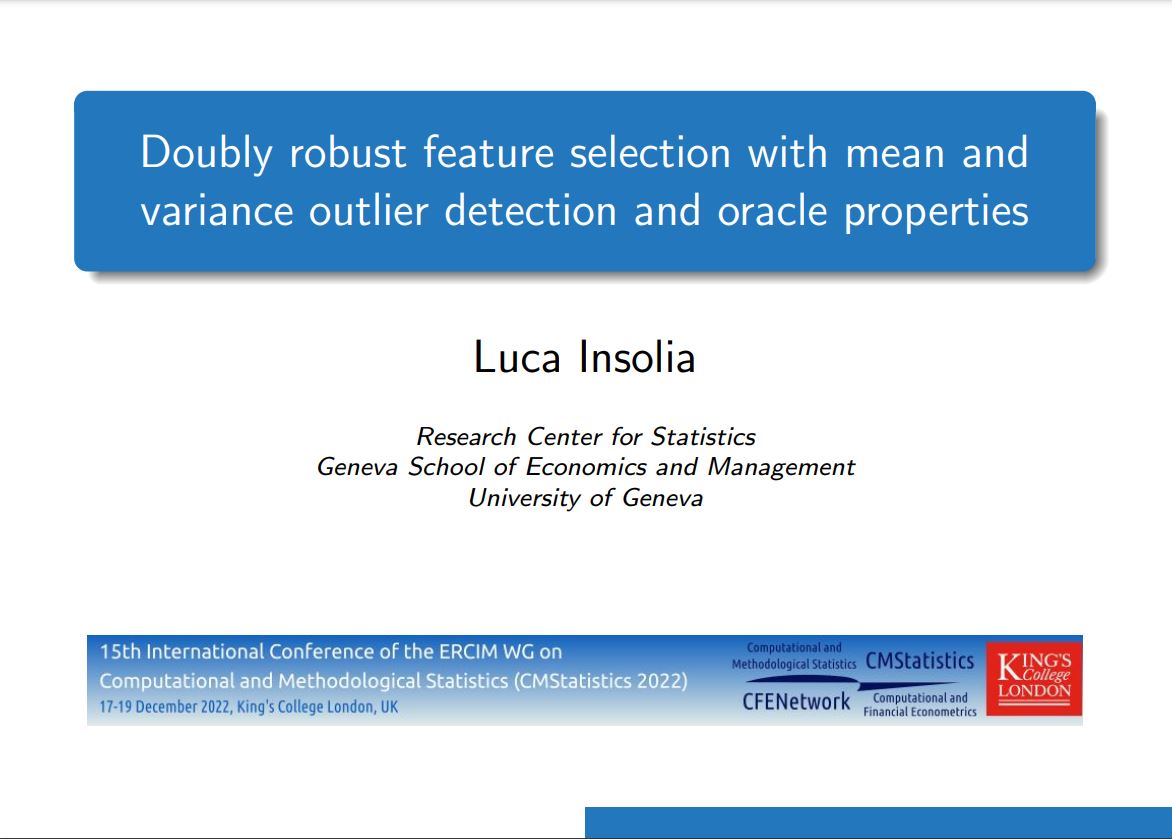 Doubly robust feature selection with mean and
variance outlier detection and oracle properties
Luca Insolia
Research Center for Statistics
Geneva School of Economics and Management
University of Geneva
15th International Conference of the ERCIM WG on
Computational and Methodological Statistics (CMStatistics 2022)
17-19 December 2022, King's College London, UK
Computational and
Methodological Statistics
CMStatistics
CFENetwork
Computational and
Financial Econometrics
KING'S
College
LONDON